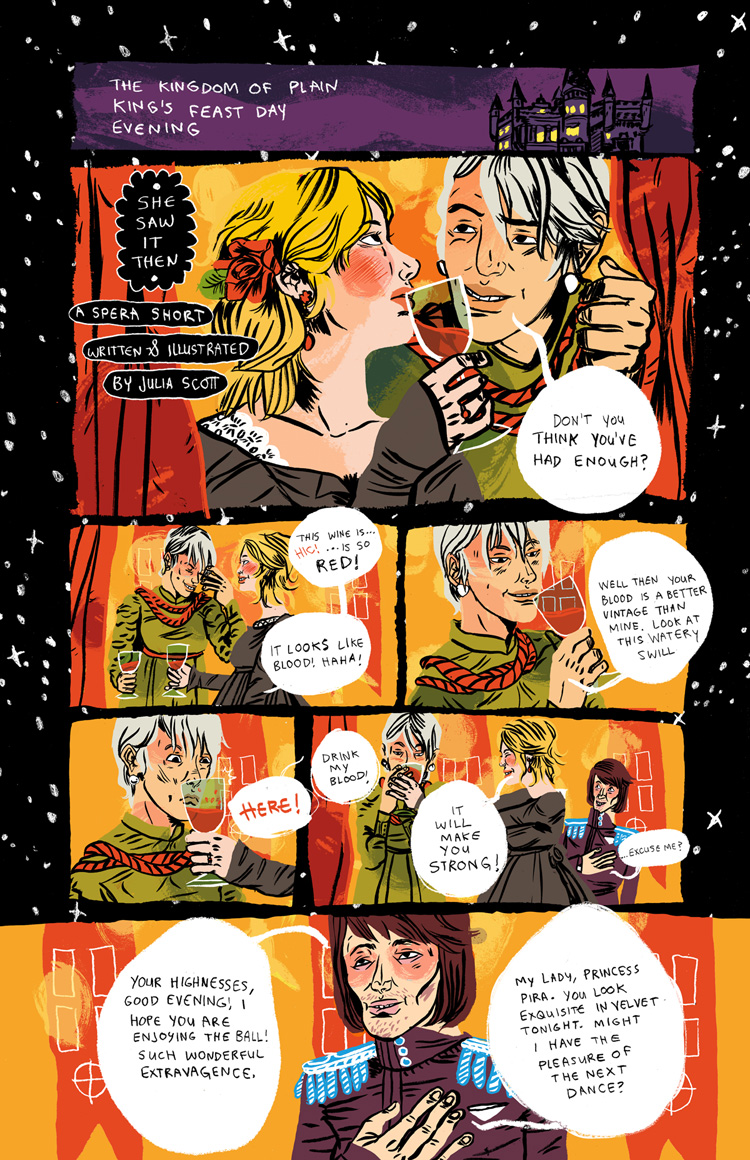 THE KINGDOM OF PLAIN
KING'S FEAST DAY
EVENING
SHE
SAW
IT
THEN
A SPERA SHORT
WRITTEN & ILLUSTRATED
BY JULIA SCOTT
DON'T YOU
THINK YOU'VE
HAD ENOUGH?
THIS WINE IS...
HIC! ...IS SO
RED!
IT LOOKS LIKE
BLOOD! HAHA!
WELL THEN YOUR
BLOOD IS A BETTER
VINTAGE THAN
MINE. LOOK AT
THIS WATERY
SWILL
HERE!
DRINK
MY
BLOOD!
IT
WILL
MAKE
YOU
STRONG!
...EXCUSE ME?
YOUR HIGHNESSES,
GOOD EVENING! I
HOPE YOU ARE
ENJOYING THE BALL!
SUCH WONDERFUL
EXTRAVAGENCE.
MY LADY, PRINCESS
PIRA. YOU LOOK
EXQUISITE IN VELVET
TONIGHT. MIGHT
I HAVE THE
PLEASURE OF
THE NEXT
DANCE?